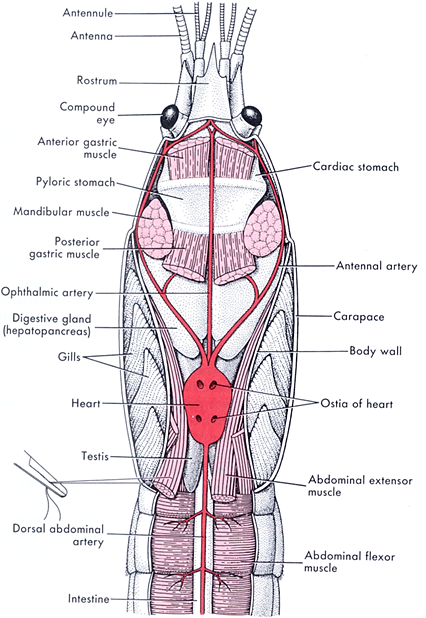 Antennule
Antenna
Rostrum
Compound
eye
Anterior gastric
muscle
Pyloric stomach
Mandibular muscle
Posterior
gastric muscle
Ophthalmic artery
Digestive gland
(hepatopancreas)
Gills
Heart
Testis
Dorsal abdominal
artery
Intestine
Cardiac stomach
Antennal artery
Carapace
Body wall
Ostia of heart
Abdominal extensor
muscle
Abdominal flexor
muscle